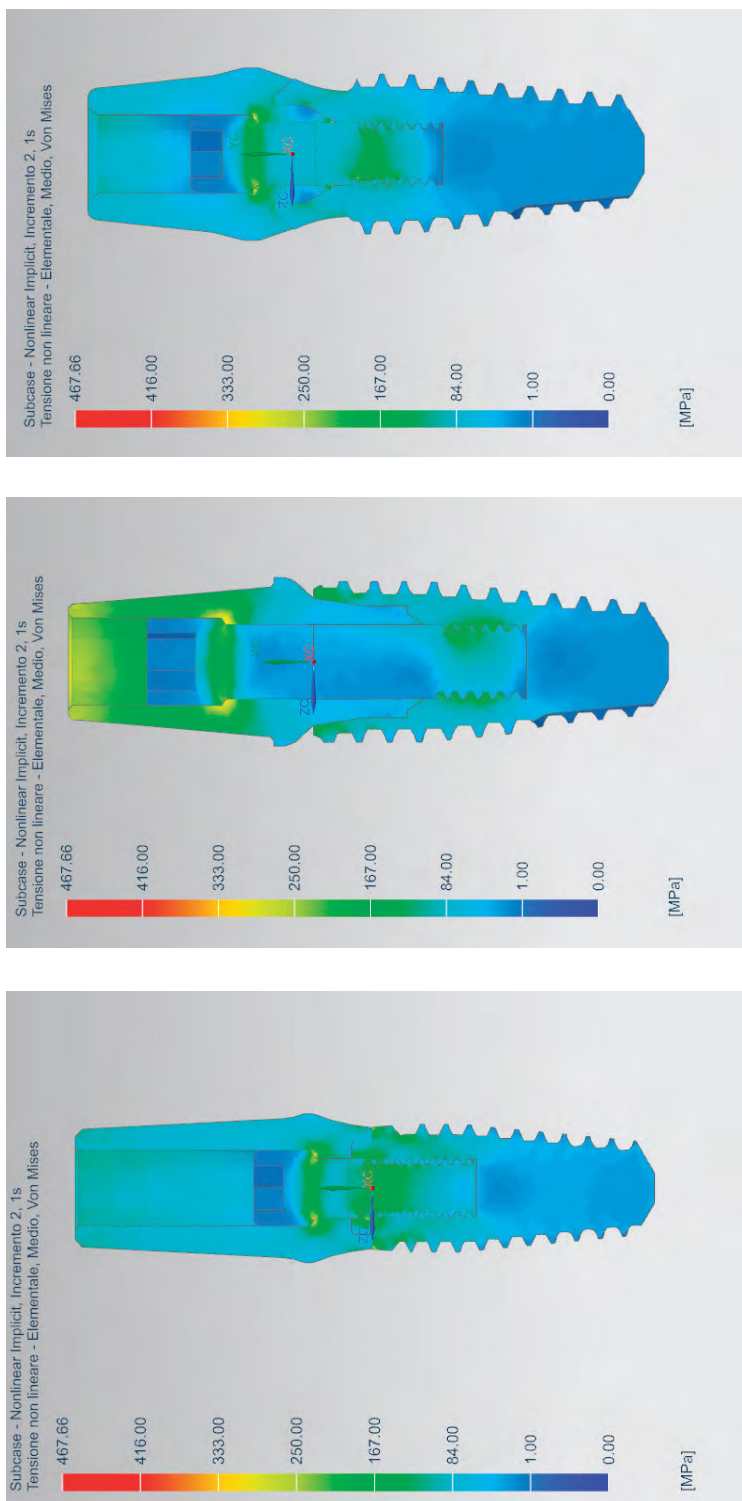 Subcase - Nonlinear Implicit, Incremento 2, 1s
Tensione non lineare - Elementale, Medio, Von Mises
467.66
416.00
333.00
250.00
167.00
84.00
1.00
0.00
[MPa]
XC
Subcase - Nonlinear Implicit, Incremento 2, 1s
Tensione non lineare - Elementale, Medio, Von Mises
467.66
416.00
333.00
250.00
167.00
84.00
1.00
0.00
[MPa]
XC
Subcase - Nonlinear Implicit, Incremento 2, 1s
Tensione non lineare - Elementale, Medio, Von Mises
467.66
416.00
333.00
250.00
167.00
84.00
1.00
0.00
[MPa]
XC